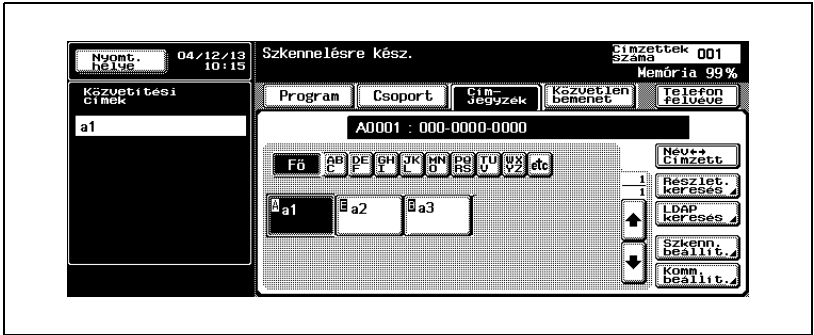 Nyomt. helye
04/12/13
10:15
Szkennelésre kész.
Címzettek száma 001
Memória 99%
Közvetítési címek
a1
Program
Csoport
Cím-jegyzék
Közvetlen bemenet
Telefon felvéve
A0001 : 000-0000-0000
Fő
ABC
DEF
GHI
JKL
MNO
PQRS
TUV
WXYZ
etc
Név↔Címzett
1
1
Részlet. keresés
LDAP keresés
Szkenn. beállít.
Komm. beállít.
A a1
E a2
E a3